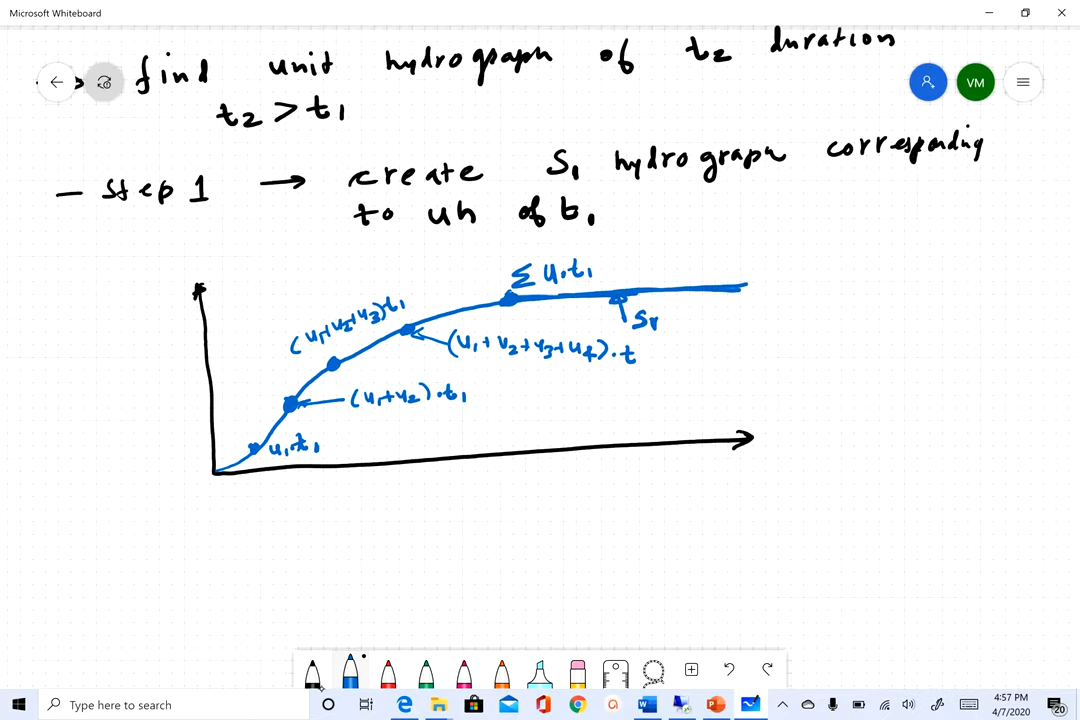 Microsoft Whiteboard
find unit hydrograph of t2 duration
t2 > t1
VM
— Step 1 → create S1 hydrograph corresponding
to uh of t1
Σ u.t1
(u1+u2+u3).t1
S1
(u1+u2+u3+u4).t
(u1+u2).t1
u1.t1
Type here to search
4:57 PM
4/7/2020
20